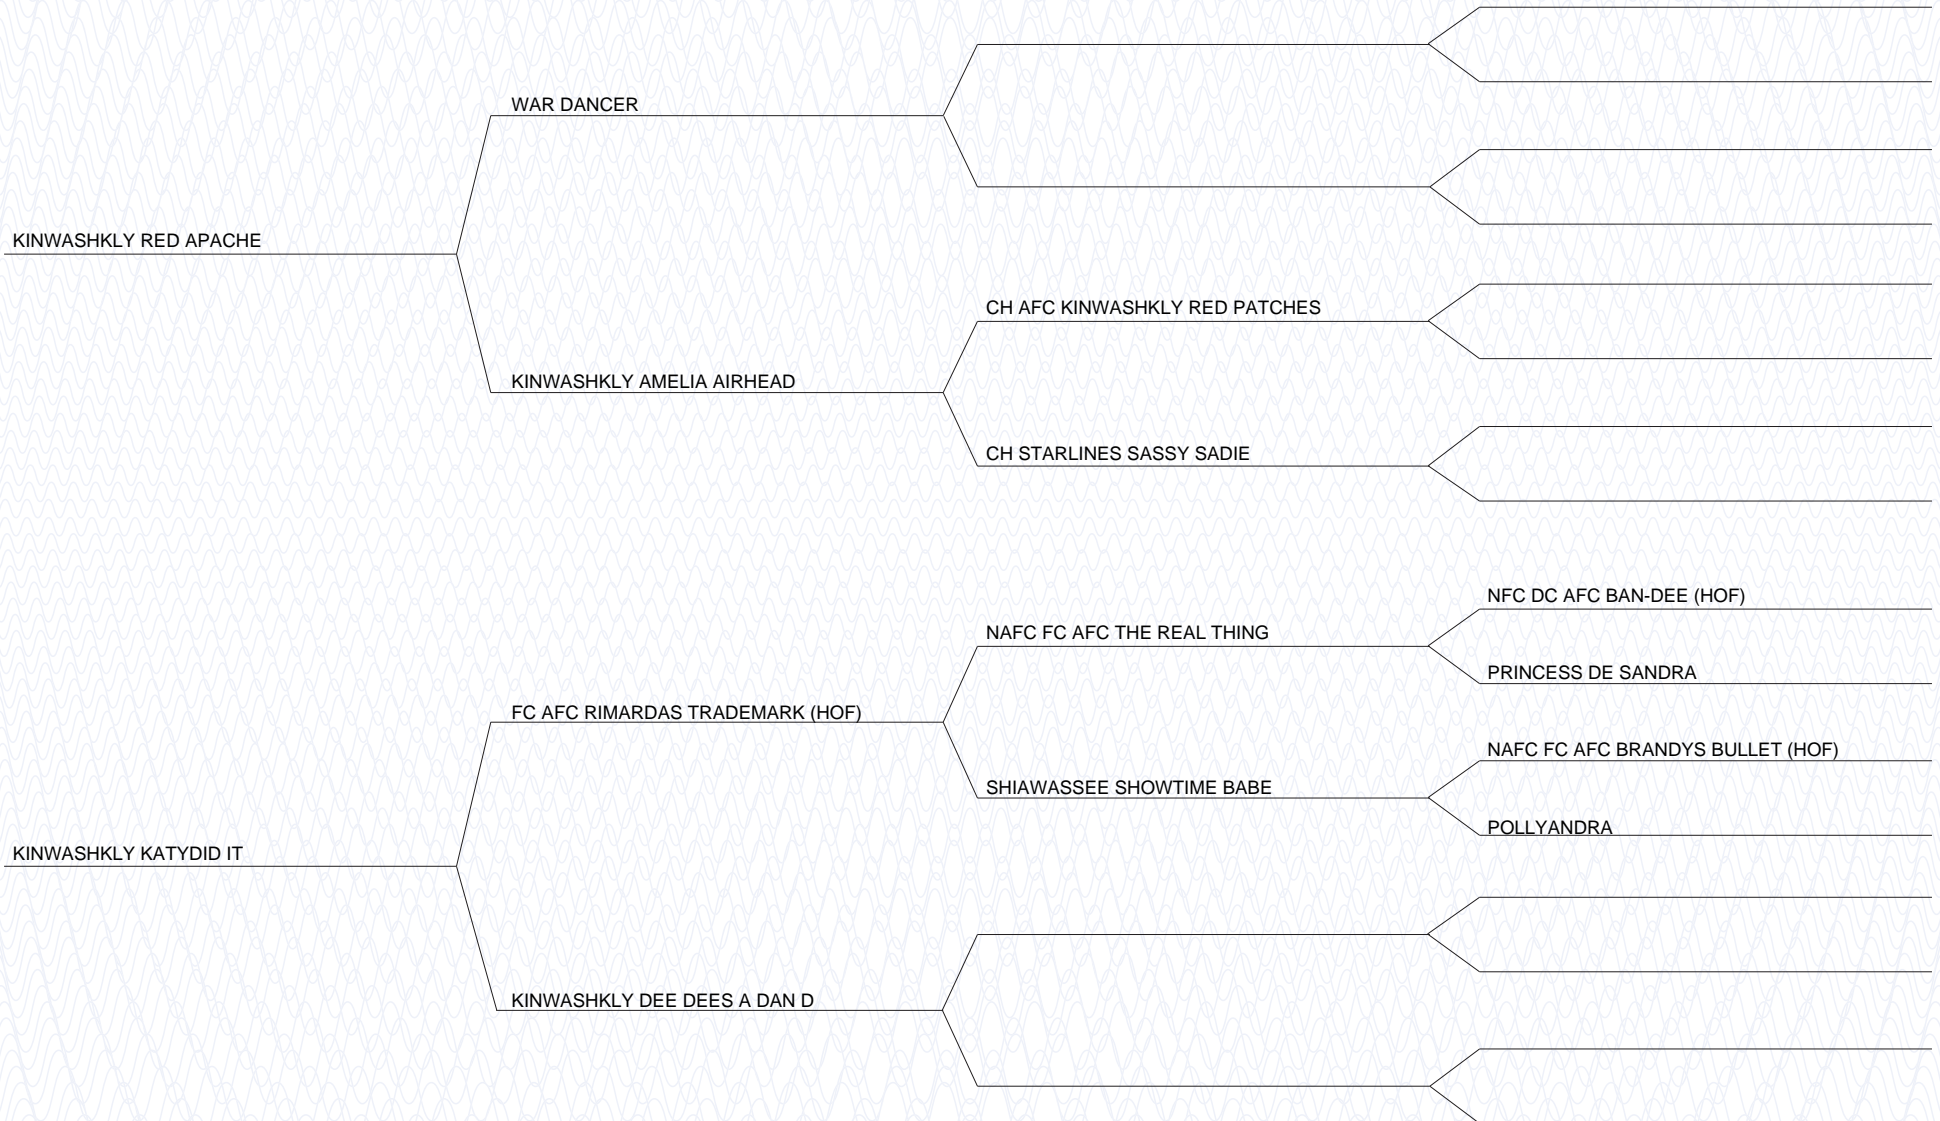 WAR DANCER
KINWASHKLY RED APACHE
CH AFC KINWASHKLY RED PATCHES
KINWASHKLY AMELIA AIRHEAD
CH STARLINES SASSY SADIE
NFC DC AFC BAN-DEE (HOF)
NAFC FC AFC THE REAL THING
PRINCESS DE SANDRA
FC AFC RIMARDAS TRADEMARK (HOF)
NAFC FC AFC BRANDYS BULLET (HOF)
SHIAWASSEE SHOWTIME BABE
POLLYANDRA
KINWASHKLY KATYDID IT
KINWASHKLY DEE DEES A DAN D